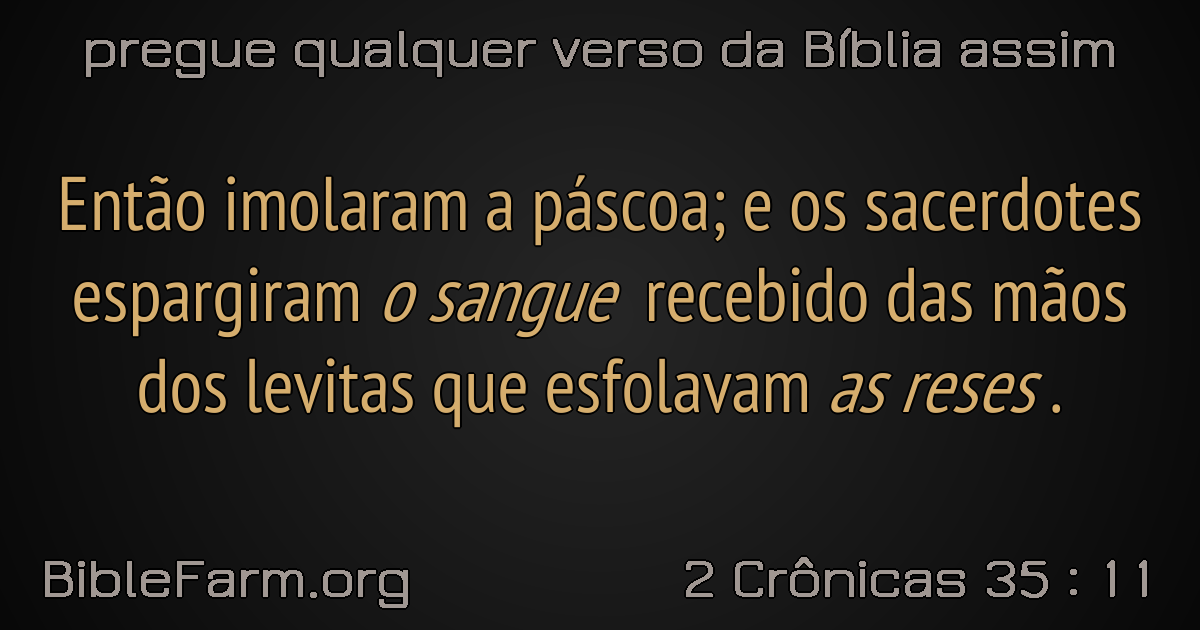 pregue qualquer verso da Bíblia assim
Então imolaram a páscoa; e os sacerdotes
espargiram o sangue recebido das mãos
dos levitas que esfolavam as reses .
BibleFarm.org
2 Crônicas 35 : 11